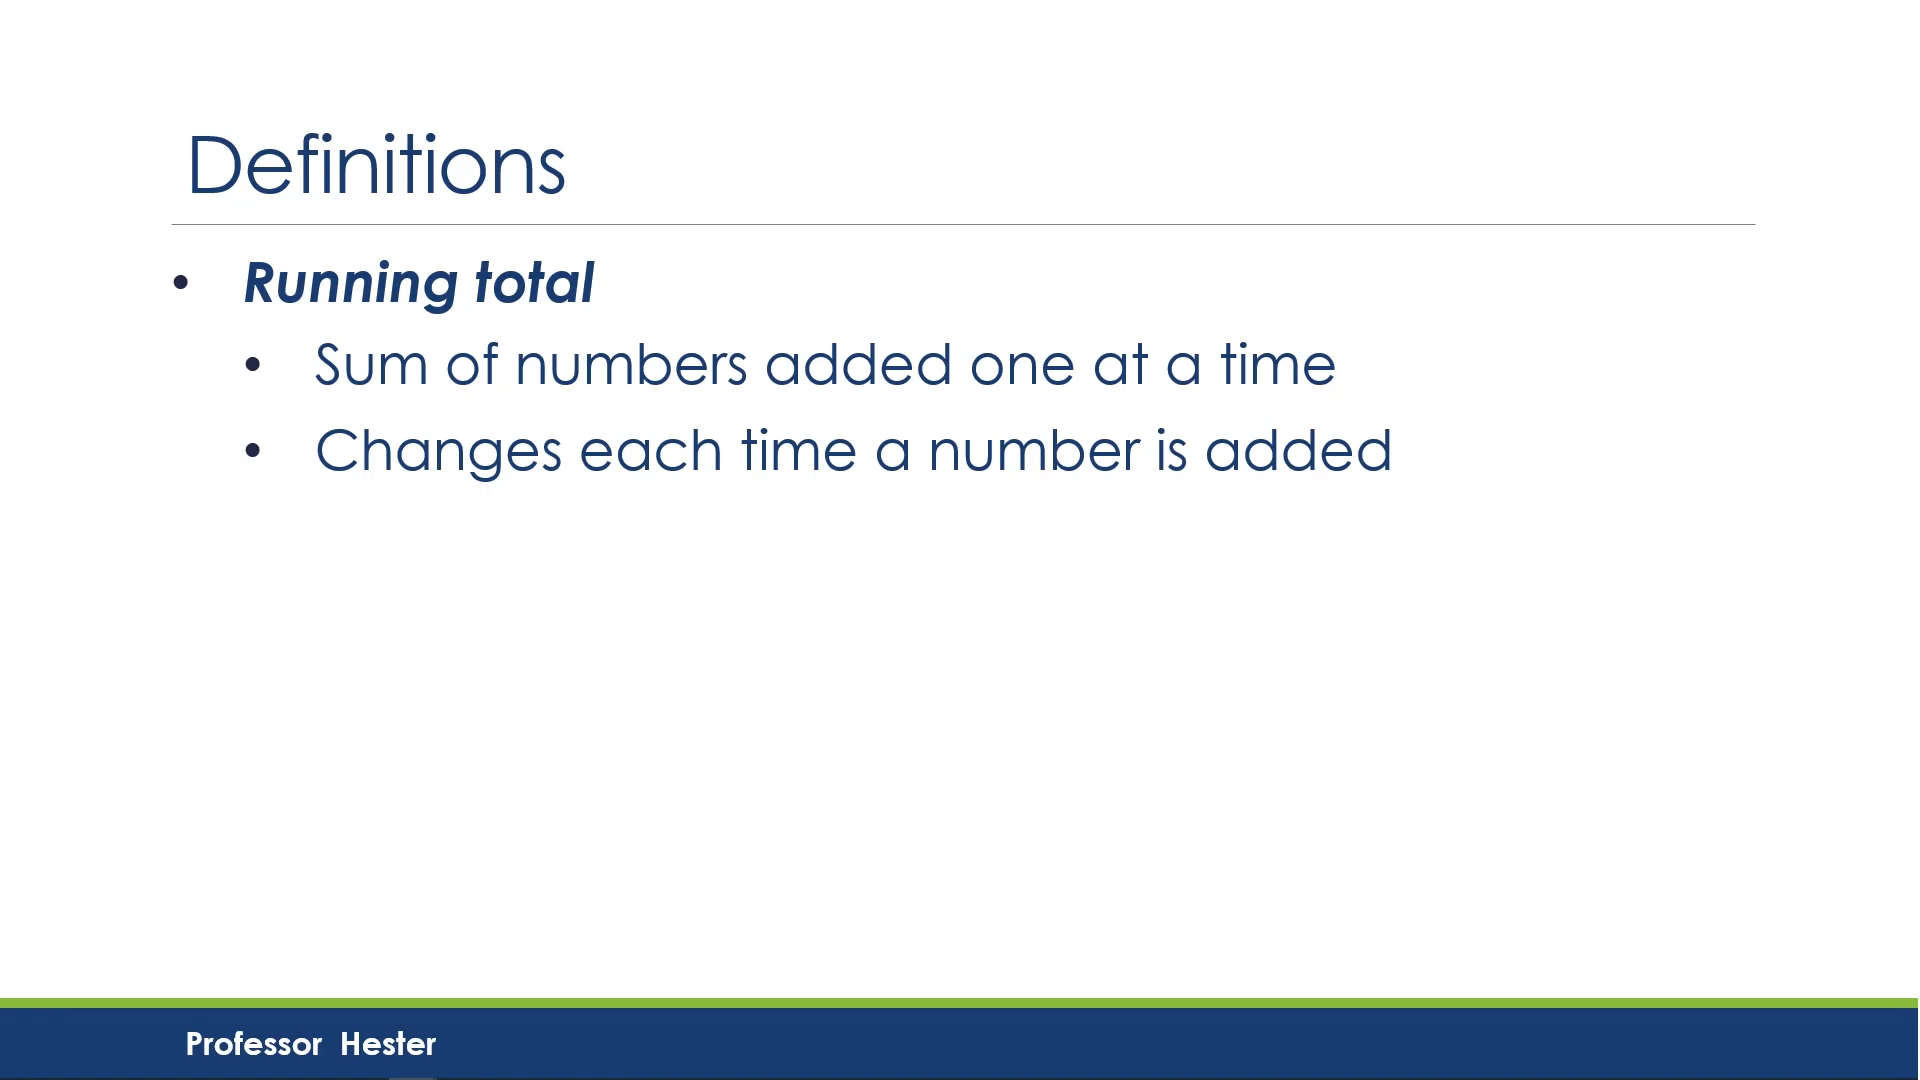 Definitions
• Running total
• Sum of numbers added one at a time
• Changes each time a number is added
Professor Hester